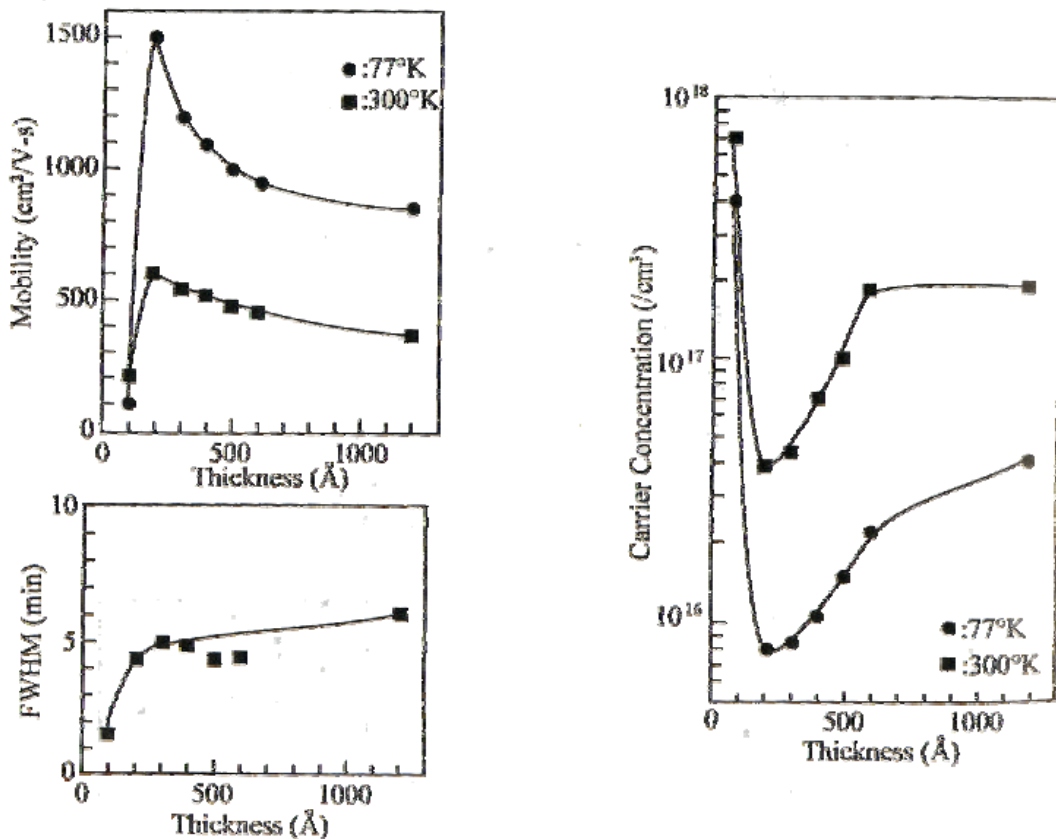 1500
1000
500
0
Mobility (cm²/V-s)
●:77°K
■:300°K
0 500 1000
Thickness (Å)
10
5
0
FWHM (min)
0 500 1000
Thickness (Å)
10¹⁸
10¹⁷
10¹⁶
Carrier Concentration (/cm³)
●:77°K
■:300°K
0 500 1000
Thickness (Å)